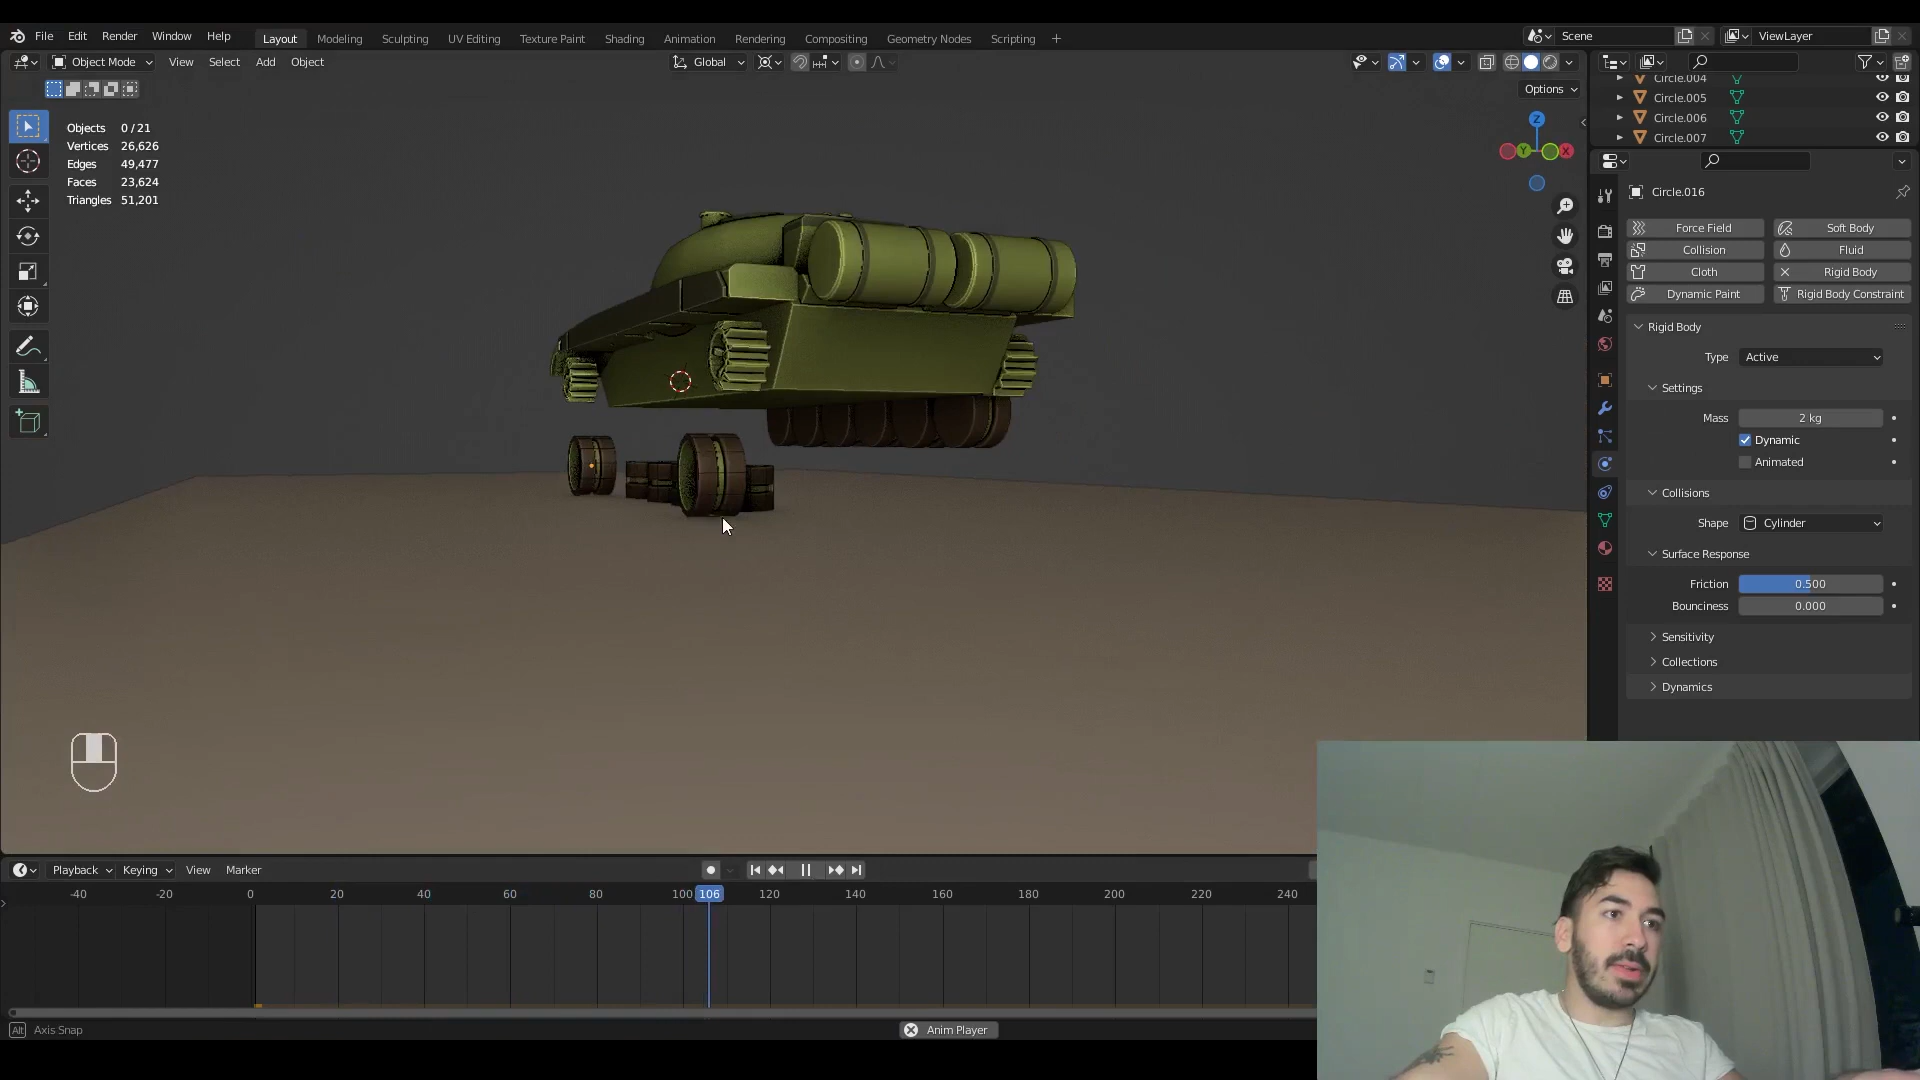 File Edit Render Window Help
Layout Modeling Sculpting UV Editing Texture Paint Shading Animation Rendering Compositing Geometry Nodes Scripting +
Scene
ViewLayer
Object Mode View Select Add Object
Global
Options
Objects 0 / 21
Vertices 26,626
Edges 49,477
Faces 23,624
Triangles 51,201
Z
Y
X
Circle.004
Circle.005
Circle.006
Circle.007
Circle.016
Force Field Soft Body
Collision Fluid
Cloth Rigid Body
Dynamic Paint Rigid Body Constraint
Rigid Body
Type Active
Settings
Mass 2 kg
Dynamic
Animated
Collisions
Shape Cylinder
Surface Response
Friction 0.500
Bounciness 0.000
Sensitivity
Collections
Dynamics
Playback Keying View Marker
-40 -20 0 20 40 60 80 100 106 120 140 160 180 200 220 240
Alt Axis Snap
Anim Player